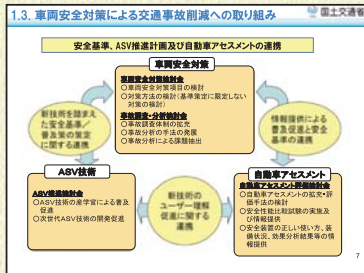 1.3. 車両安全対策による交通事故削減への取り組み
国土交通省
安全基準、ASV推進計画及び自動車アセスメントの連携
車両安全対策
車両安全対策検討会
○車両安全対策項目の検討
○対策方法の検討(基準策定に限定しない
対策の検討)
事故調査・分析検討会
○事故調査体制の拡充
○事故分析の手法の発展
○事故分析による課題抽出
新技術を踏まえ
た安全基準/
普及策の策定
に関する連携
情報提供による
普及促進と安全
基準の連携
ASV技術
ASV推進検討会
○ASV技術の産学官による普及
促進
○次世代ASV技術の開発促進
新技術の
ユーザー理解
促進に関する
連携
自動車アセスメント
自動車アセスメント評価検討会
○自動車アセスメントの拡充・評
価手法の検討
○安全性能比較試験の実施及
び情報提供
○安全装置の正しい使い方、装
備状況、効果分析結果等の情
報提供
7